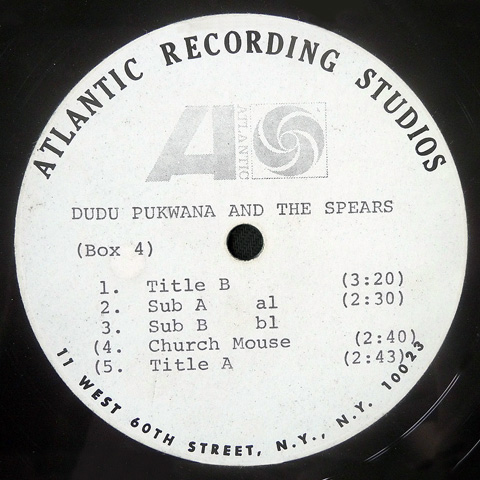 ATLANTIC RECORDING STUDIOS
ATLANTIC
DUDU PUKWANA AND THE SPEARS
(Box 4)
1. Title B (3:20)
2. Sub A al (2:30)
3. Sub B bl
(4. Church Mouse (2:40)
(5. Title A (2:43)
11 WEST 60TH STREET, N.Y., N.Y. 10023